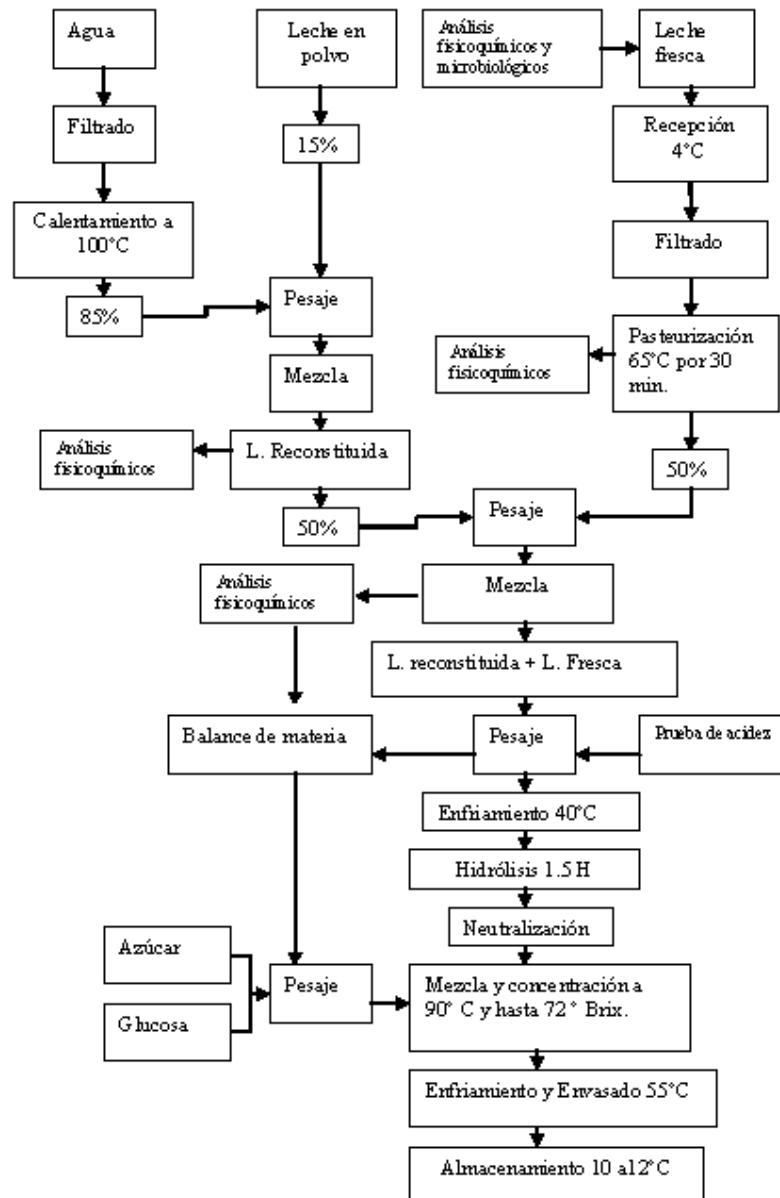 Agua
Leche en
polvo
Análisis
fisicoquímicos y
microbiológicos
Leche
fresca
Filtrado
15%
Recepción
4°C
Calentamiento a
100°C
Filtrado
85%
Pesaje
Mezcla
Análisis
fisicoquímicos
Pasteurización
65°C por 30
min.
Análisis
fisicoquímicos
L. Reconstituida
50%
50%
Pesaje
Análisis
fisicoquímicos
Mezcla
L. reconstituida + L. Fresca
Balance de materia
Pesaje
Prueba de acidez
Enfriamiento 40°C
Hidrólisis 1.5 H
Neutralización
Azúcar
Glucosa
Pesaje
Mezcla y concentración a
90° C y hasta 72° Brix.
Enfriamiento y Envasado 55°C
Almacenamiento 10 a12°C